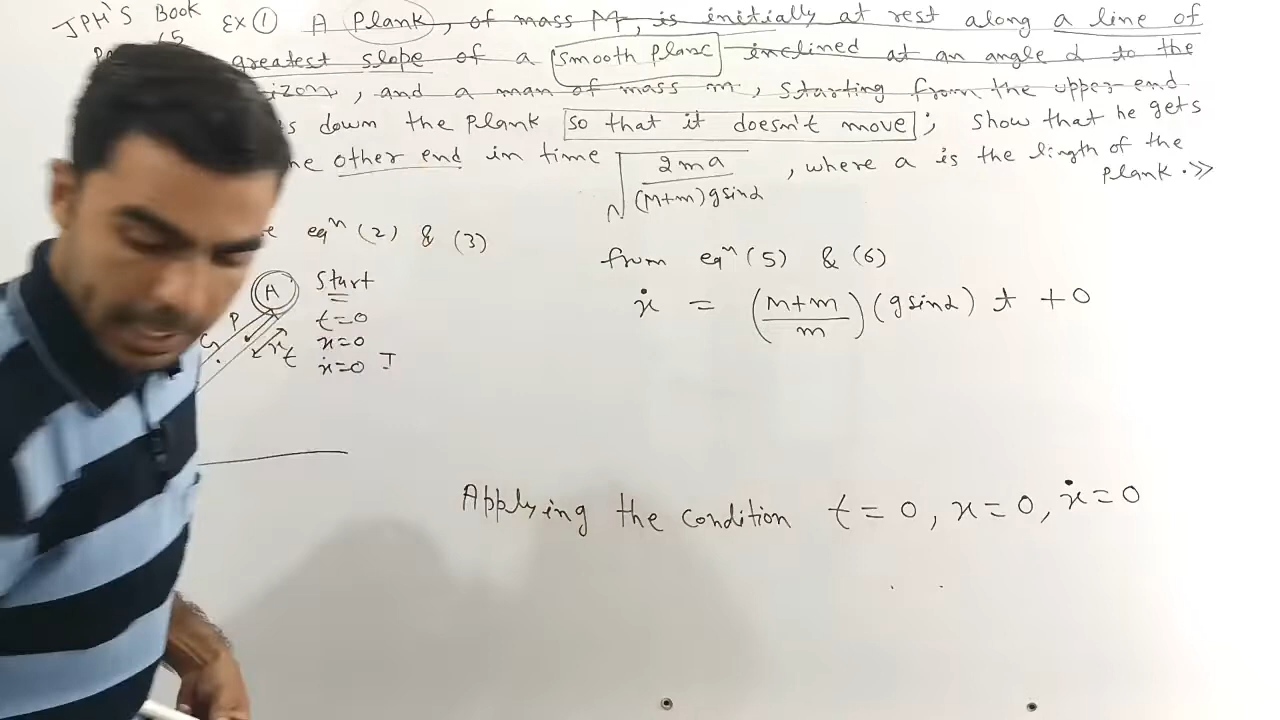 JPH'S Book
Ex ① A Plank, of mass M, is initially at rest along a line of
greatest slope of a smooth plane inclined at an angle α to the
izon, and a man of mass m, starting from the upper end
s down the plank so that it doesn't move; Show that he gets
he other end in time √(2ma/((M+m)g sinα)), where a is the length of the
plank.>>
eqⁿ (2) & (3)
from eqⁿ (5) & (6)
A Start
t=0
x=0
ẋ=0 I
P
G
x
t
ẋ = ((M+m)/m)(g sinα) t + 0
Applying the condition t=0, x=0, ẋ=0